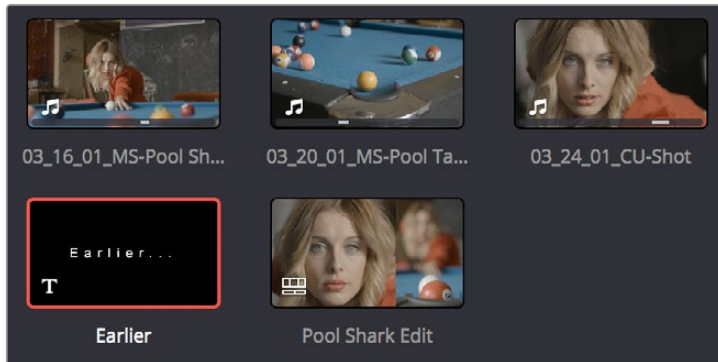 03_16_01_MS-Pool Sh...
03_20_01_MS-Pool Ta...
03_24_01_CU-Shot
Earlier...
T
Earlier
Pool Shark Edit